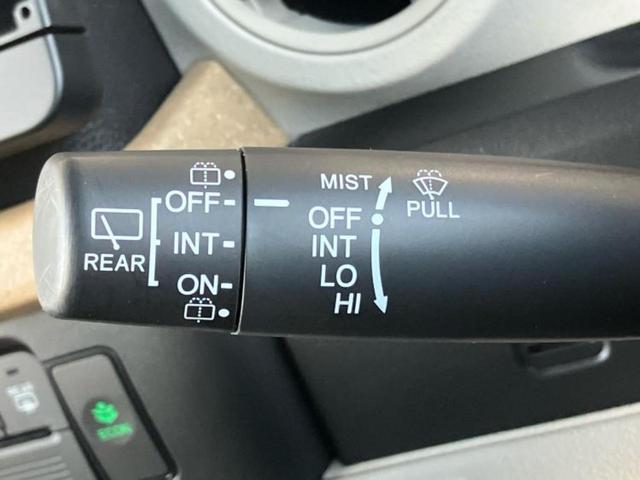 MIST
OFF
OFF
PULL
REAR
INT
INT
ON
LO
HI
ECON